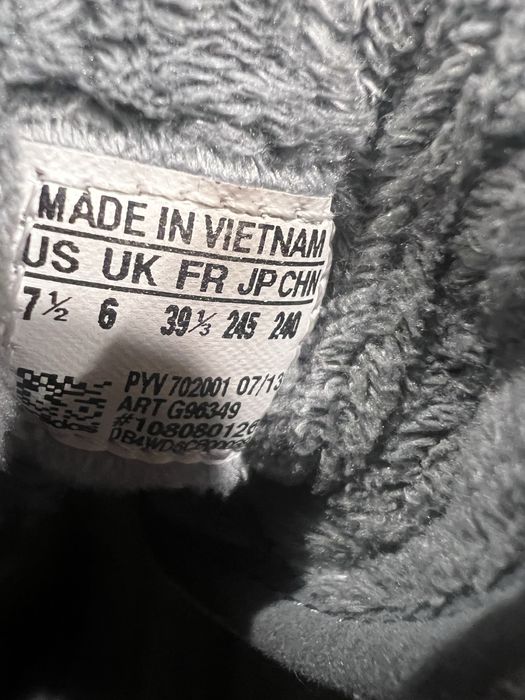 MADE IN VIETNAM
US UK FR JP CHN
7½ 6 39⅓ 245 240
PYV 702001 07/13
ART G96349
#108080126